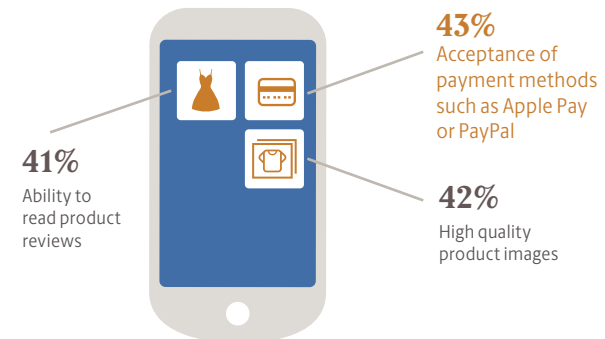 43%
Acceptance of
payment methods
such as Apple Pay
or PayPal
41%
Ability to
read product
reviews
42%
High quality
product images